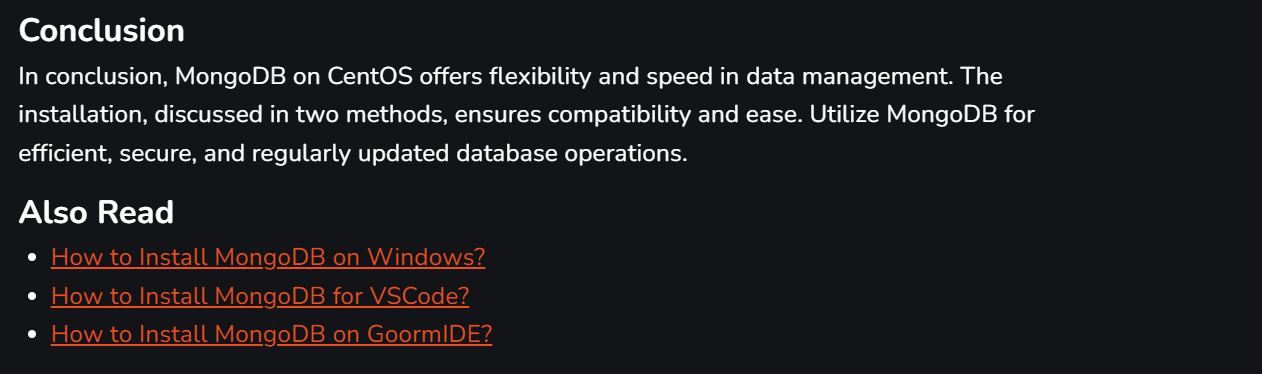 Conclusion
In conclusion, MongoDB on CentOS offers flexibility and speed in data management. The
installation, discussed in two methods, ensures compatibility and ease. Utilize MongoDB for
efficient, secure, and regularly updated database operations.
Also Read
• How to Install MongoDB on Windows?
• How to Install MongoDB for VSCode?
• How to Install MongoDB on GoormIDE?